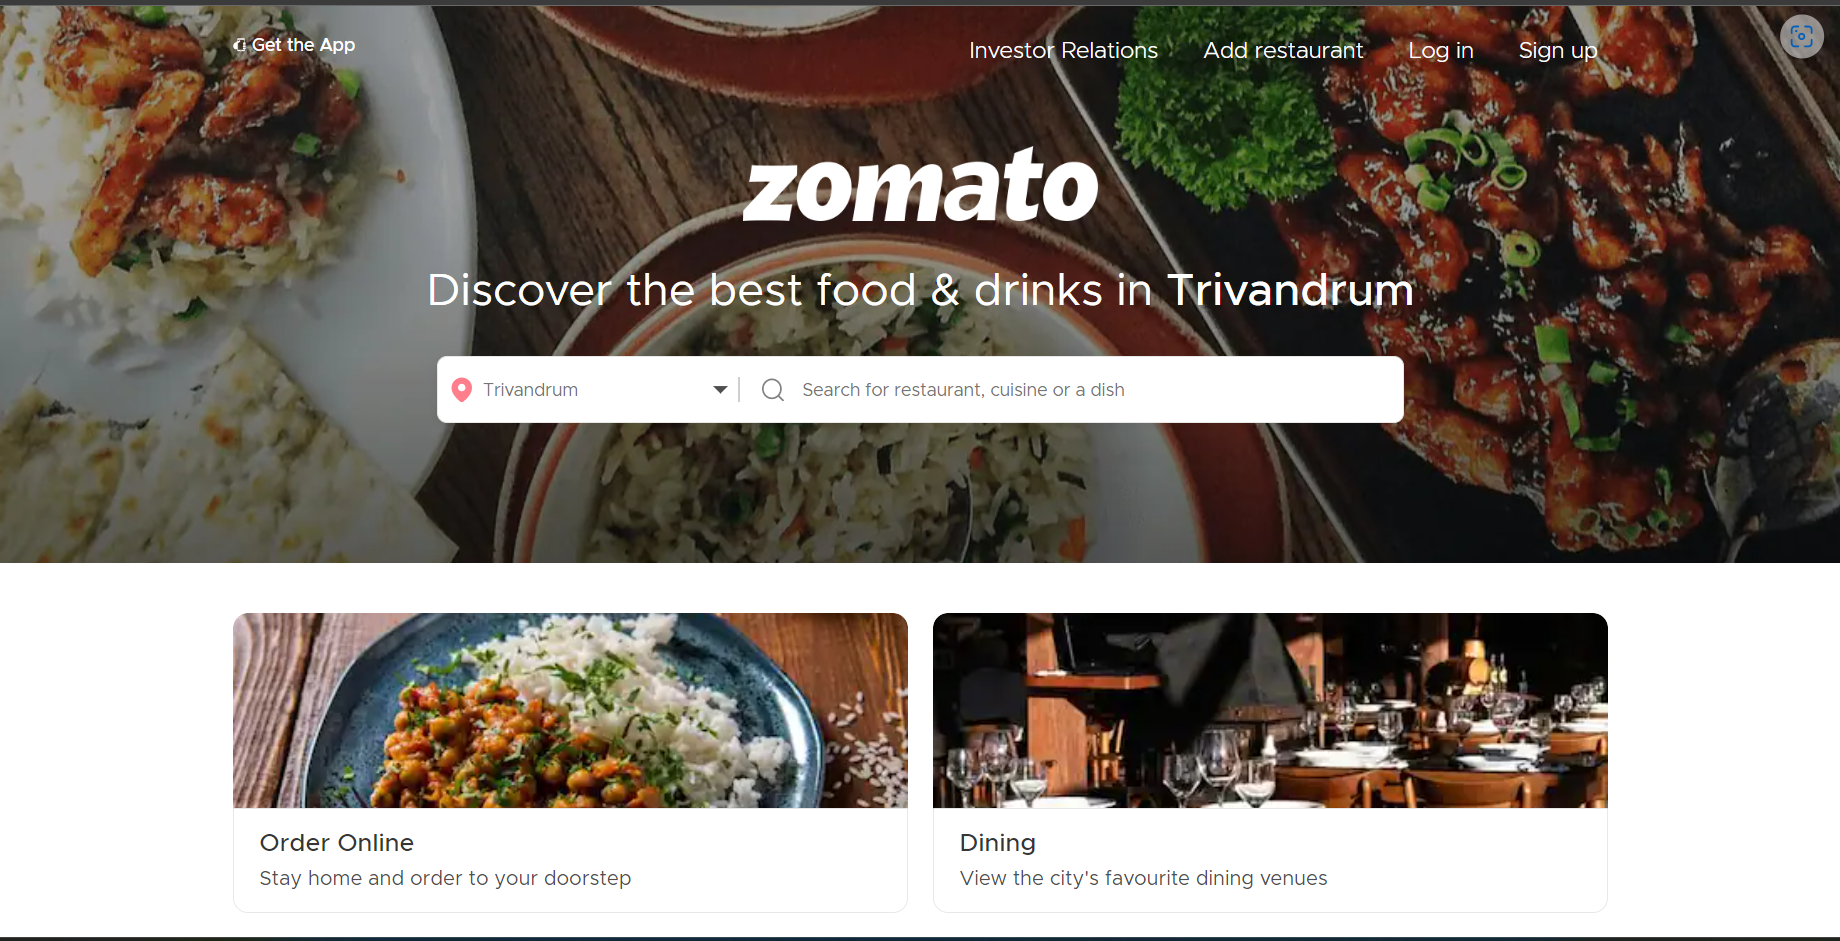 Get the App
Investor Relations
Add restaurant
Log in
Sign up
zomato
Discover the best food & drinks in Trivandrum
Trivandrum
Search for restaurant, cuisine or a dish
Order Online
Stay home and order to your doorstep
Dining
View the city's favourite dining venues